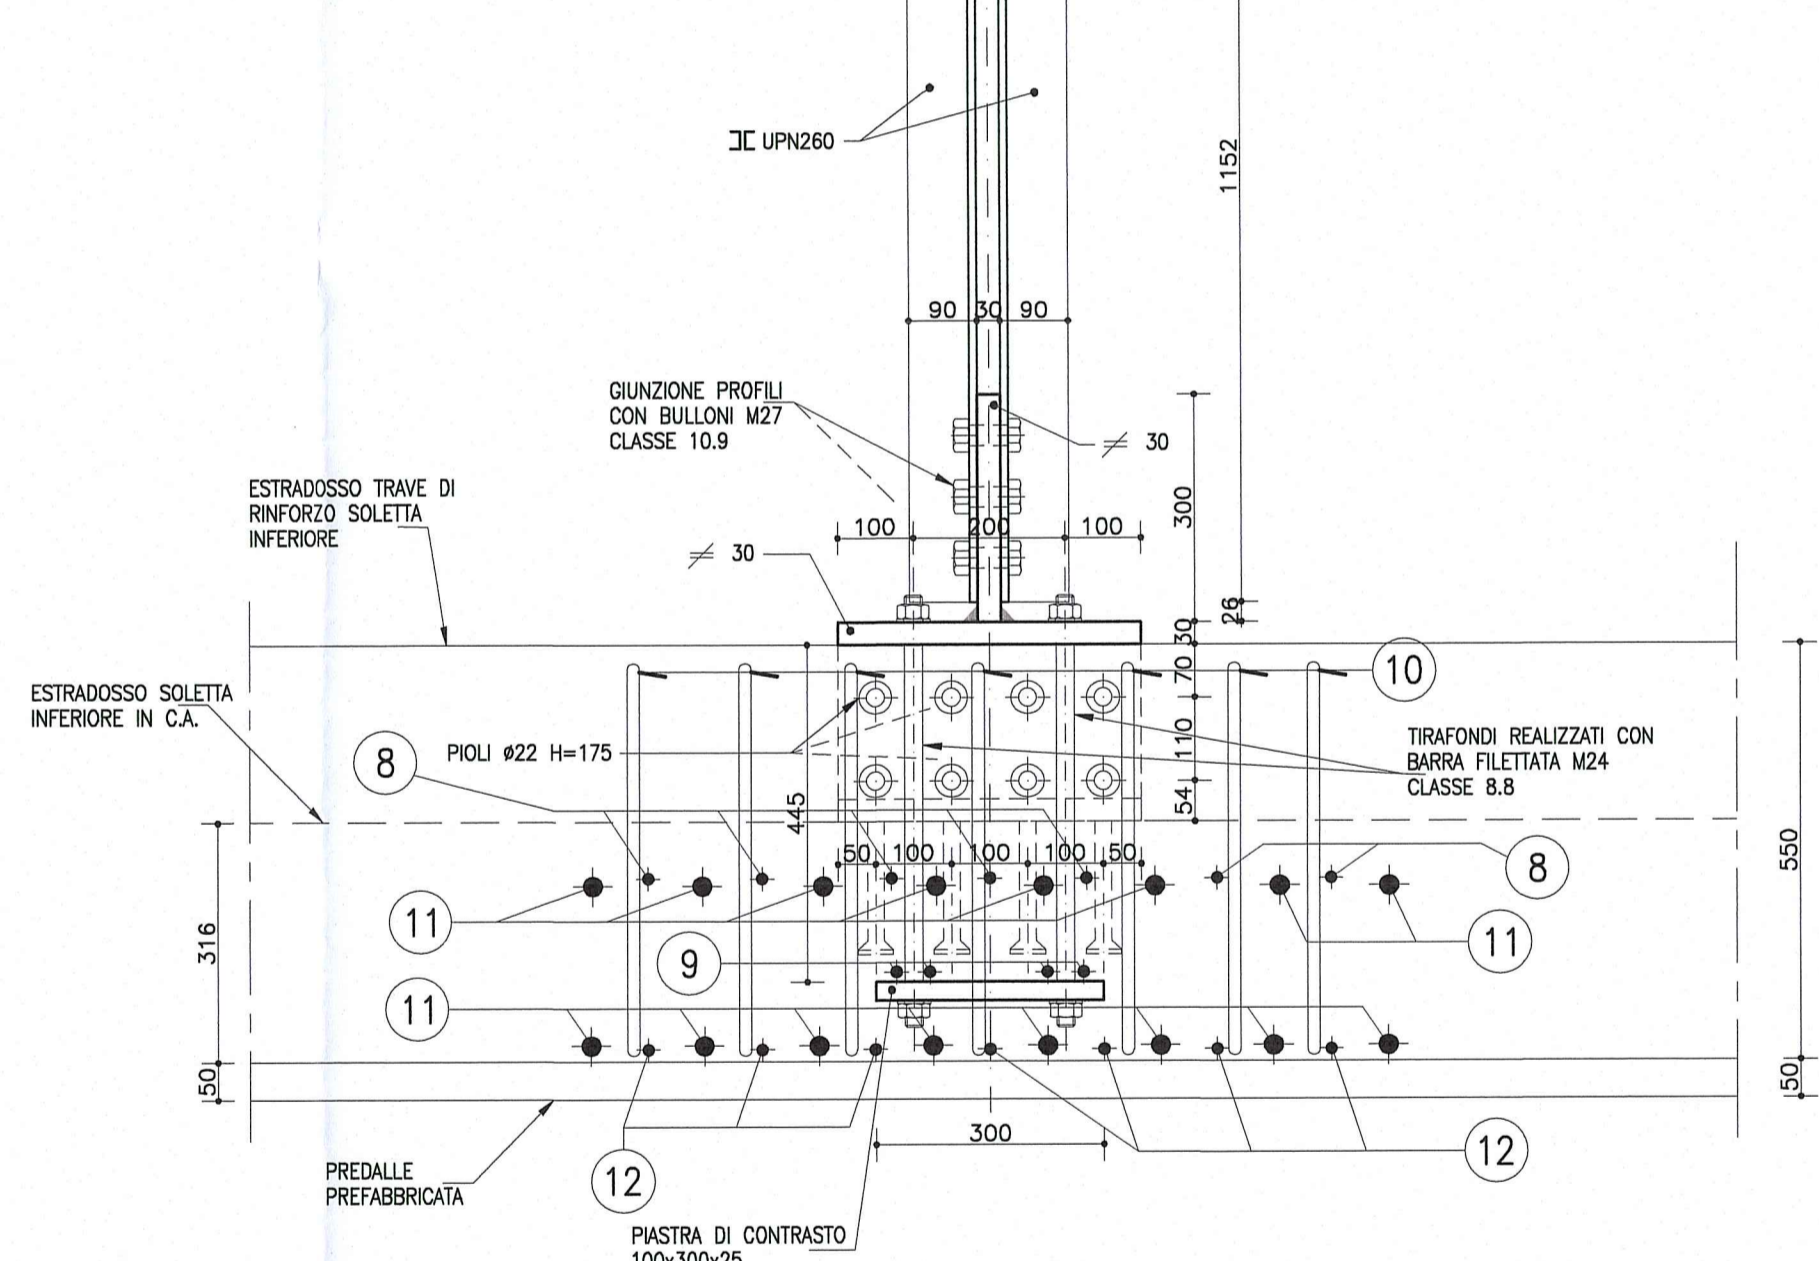 UPN260
1152
90 30 90
GIUNZIONE PROFILI
CON BULLONI M27
CLASSE 10.9
30
300
ESTRADOSSO TRAVE DI
RINFORZO SOLETTA
INFERIORE
100 200 100
30
26
30
70
110
54
10
ESTRADOSSO SOLETTA
INFERIORE IN C.A.
8
PIOLI Ø22 H=175
TIRAFONDI REALIZZATI CON
BARRA FILETTATA M24
CLASSE 8.8
445
550
50 100 100 100 50
8
11
316
9
11
11
50
50
300
12
12
PREDALLE
PREFABBRICATA
PIASTRA DI CONTRASTO
100x300x25